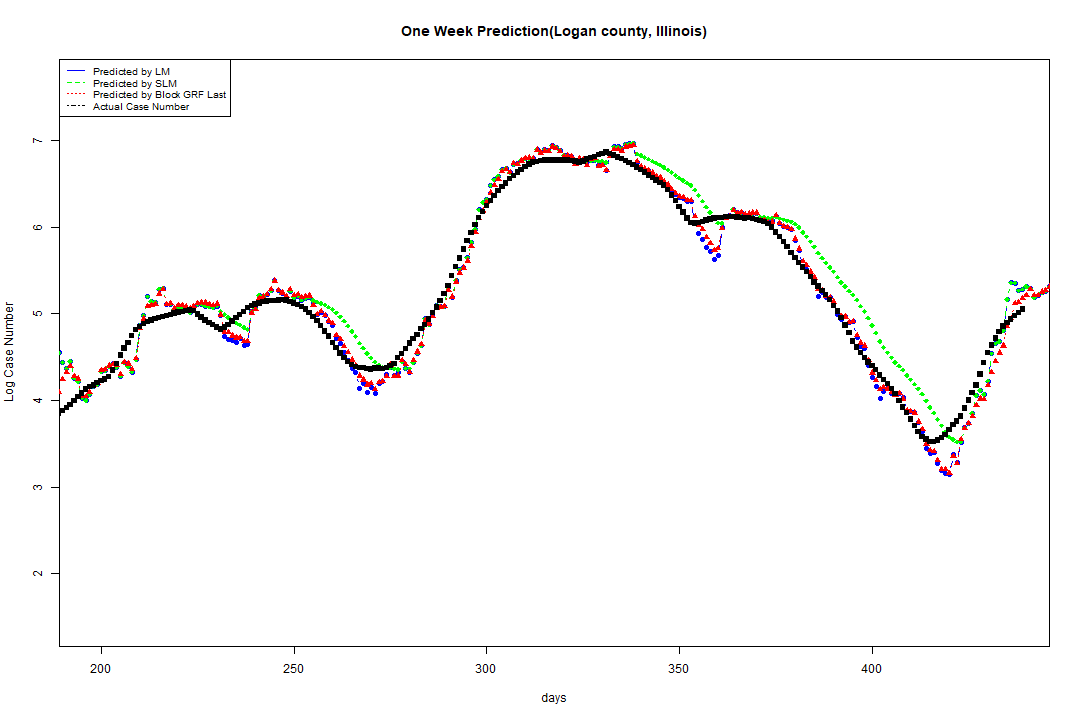 One Week Prediction(Logan county, Illinois)
Predicted by LM
Predicted by SLM
Predicted by Block GRF Last
Actual Case Number
7
6
5
4
3
2
Log Case Number
200 250 300 350 400
days